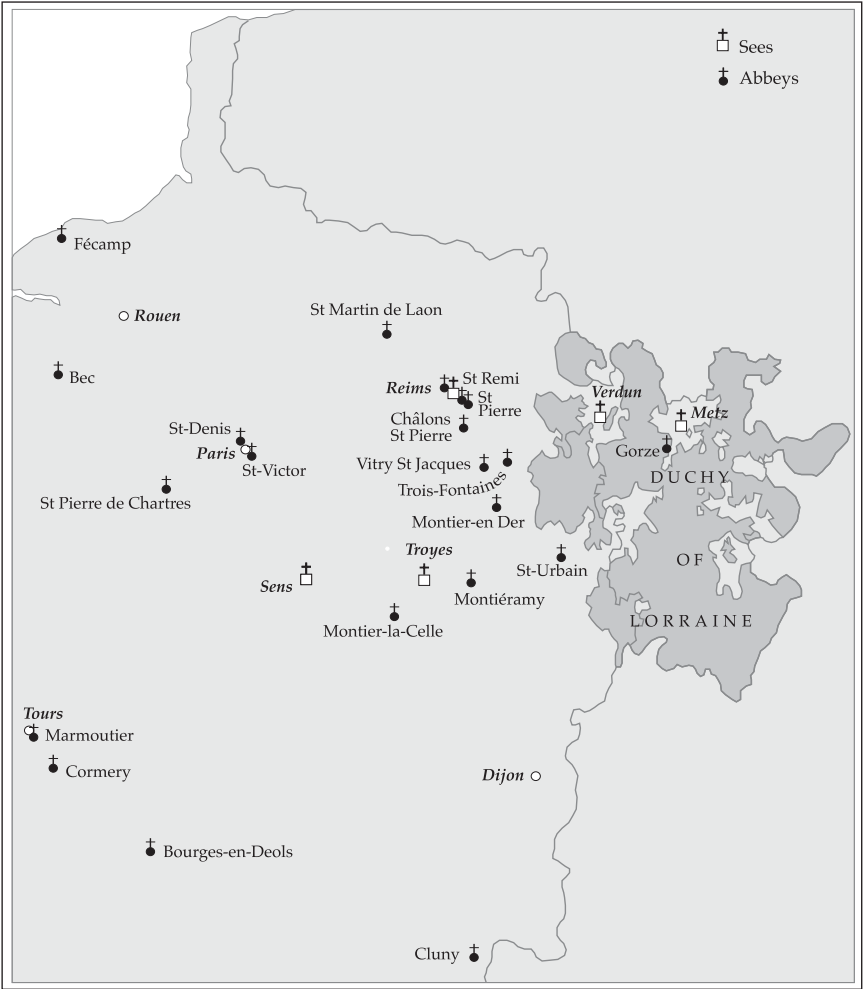 Sees
Abbeys
Fécamp
Rouen
St Martin de Laon
Bec
Reims
St Remi
St
Pierre
Verdun
Metz
Châlons
St Pierre
St-Denis
Paris
St-Victor
Gorze
Vitry St Jacques
DUCHY
Trois-Fontaines
St Pierre de Chartres
Montier-en Der
Troyes
OF
St-Urbain
Sens
Montiéramy
LORRAINE
Montier-la-Celle
Tours
Marmoutier
Cormery
Dijon
Bourges-en-Deols
Cluny